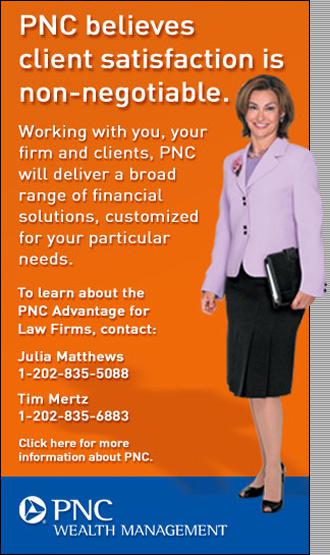 PNC believes
client satisfaction is
non-negotiable.
Working with you, your
firm and clients, PNC
will deliver a broad
range of financial
solutions, customized
for your particular
needs.
To learn about the
PNC Advantage for
Law Firms, contact:
Julia Matthews
1-202-835-5088
Tim Mertz
1-202-835-6883
Click here for more
information about PNC.
PNC
WEALTH MANAGEMENT